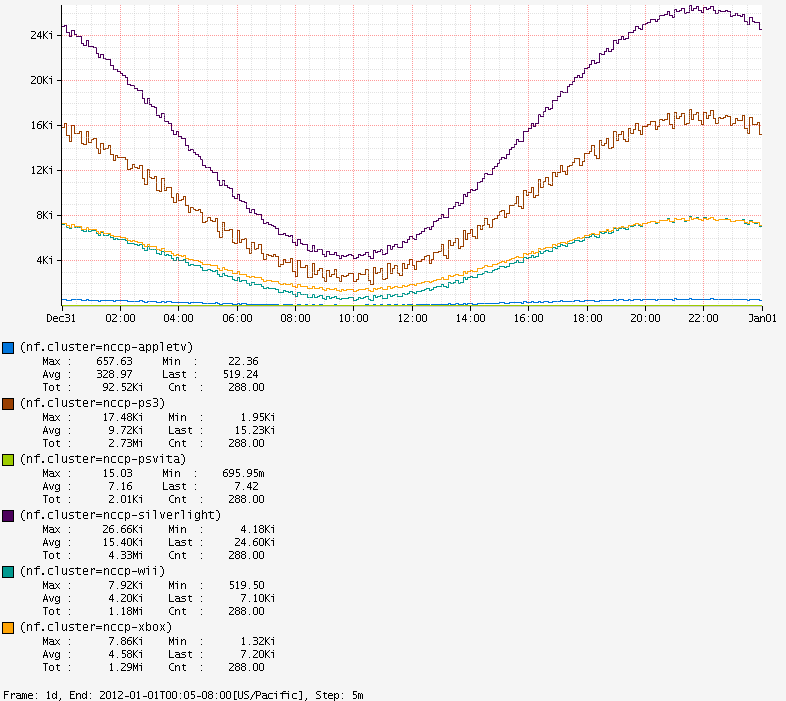 24Ki
20Ki
16Ki
12Ki
8Ki
4Ki
Dec31 02:00 04:00 06:00 08:00 10:00 12:00 14:00 16:00 18:00 20:00 22:00 Jan01
(nf.cluster=nccp-appletv)
Max : 657.63 Min : 22.36
Avg : 328.97 Last : 519.24
Tot : 92.52Ki Cnt : 288.00
(nf.cluster=nccp-ps3)
Max : 17.48Ki Min : 1.95Ki
Avg : 9.72Ki Last : 15.23Ki
Tot : 2.73Mi Cnt : 288.00
(nf.cluster=nccp-psvita)
Max : 15.03 Min : 695.95m
Avg : 7.16 Last : 7.42
Tot : 2.01Ki Cnt : 288.00
(nf.cluster=nccp-silverlight)
Max : 26.66Ki Min : 4.18Ki
Avg : 15.40Ki Last : 24.60Ki
Tot : 4.33Mi Cnt : 288.00
(nf.cluster=nccp-wii)
Max : 7.92Ki Min : 519.50
Avg : 4.20Ki Last : 7.10Ki
Tot : 1.18Mi Cnt : 288.00
(nf.cluster=nccp-xbox)
Max : 7.86Ki Min : 1.32Ki
Avg : 4.58Ki Last : 7.20Ki
Tot : 1.29Mi Cnt : 288.00
Frame: 1d, End: 2012-01-01T00:05-08:00[US/Pacific], Step: 5m